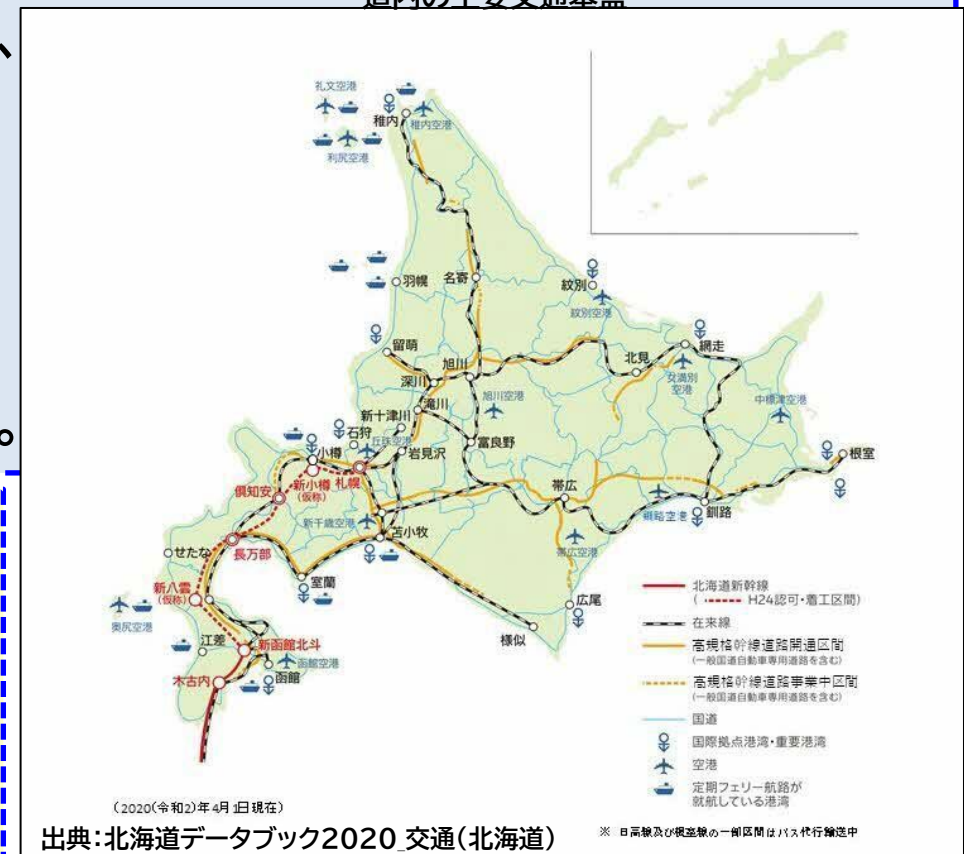 道内の主要交通基盤
、
。
礼文空港
稚内
稚内空港
利尻空港
羽幌
名寄
紋別
紋別空港
留萌
旭川
北見
網走
深川
女満別
空港
滝川
旭川空港
中標津空港
新十津川
石狩
丘珠空港
小樽
岩見沢
富良野
根室
新小樽
(仮称)
札幌
倶知安
帯広
釧路空港
釧路
新千歳空港
苫小牧
せたな
長万部
帯広空港
室蘭
新八雲
(仮称)
広尾
奥尻空港
様似
江差
新函館北斗
函館空港
函館
木古内
北海道新幹線
( H24認可・着工区間)
在来線
高規格幹線道路開通区間
(一般国道自動車専用道路を含む)
高規格幹線道路事業中区間
(一般国道自動車専用道路を含む)
国道
国際拠点港湾・重要港湾
空港
定期フェリー航路が
就航している港湾
(2020(令和2)年4月1日現在)
出典:北海道データブック2020_交通(北海道)
※ 日高線及び根室線の一部区間はバス代行輸送中